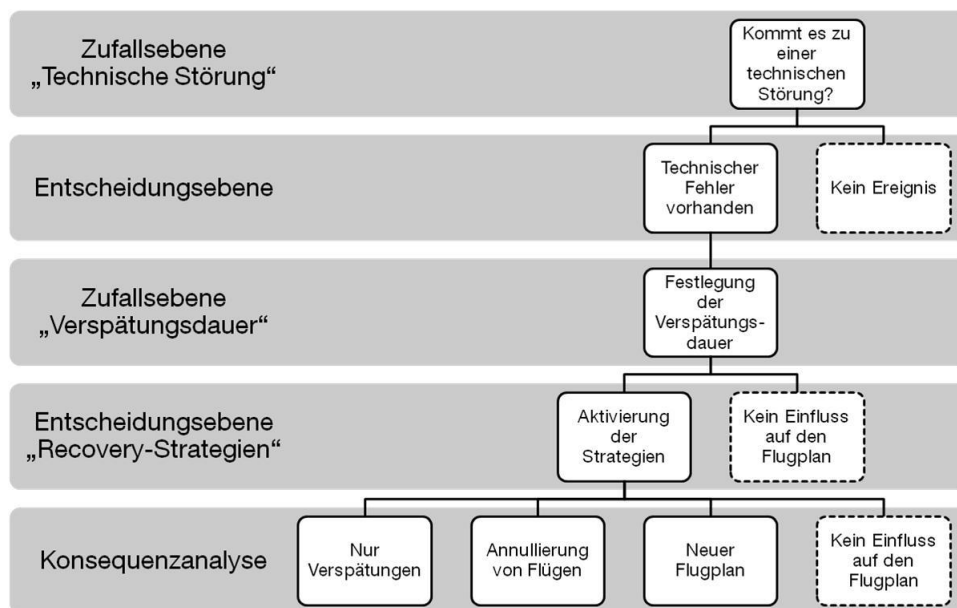 Zufallsebene
„Technische Störung“
Kommt es zu
einer
technischen
Störung?
Entscheidungsebene
Technischer
Fehler
vorhanden
Kein Ereignis
Zufallsebene
„Verspätungsdauer“
Festlegung
der
Verspätungs-
dauer
Entscheidungsebene
„Recovery-Strategien“
Aktivierung
der
Strategien
Kein Einfluss
auf den
Flugplan
Konsequenzanalyse
Nur
Verspätungen
Annullierung
von Flügen
Neuer
Flugplan
Kein Einfluss
auf den
Flugplan